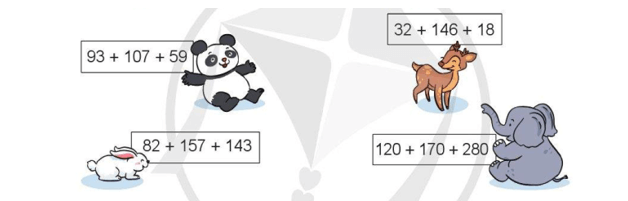 32 + 146 + 18
93 + 107 + 59
82 + 157 + 143
120 + 170 + 280